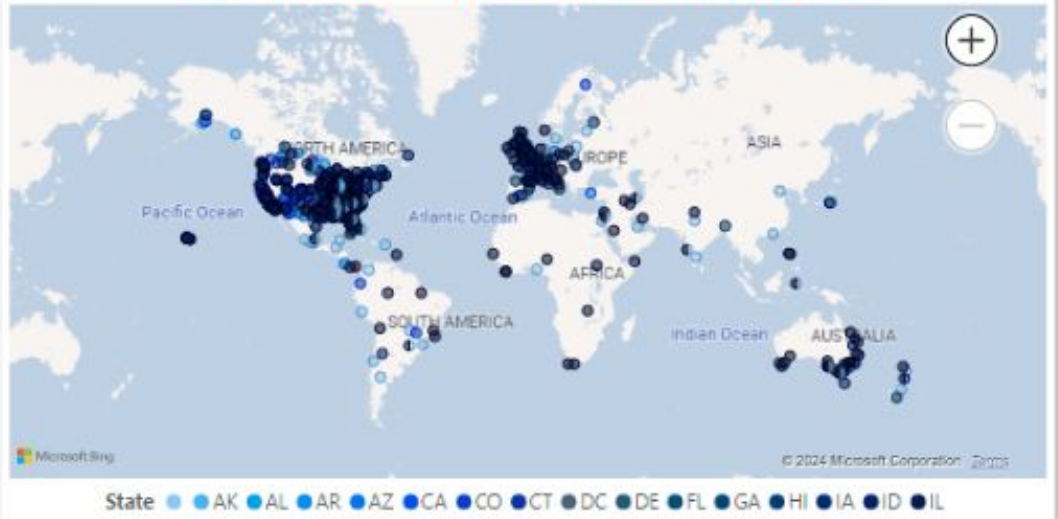 +
−
NORTH AMERICA
EUROPE
ASIA
Pacific Ocean
Atlantic Ocean
AFRICA
SOUTH AMERICA
Indian Ocean
AUSTRALIA
Microsoft Bing
© 2024 Microsoft Corporation Terms
State AK AL AR AZ CA CO CT DC DE FL GA HI IA ID IL